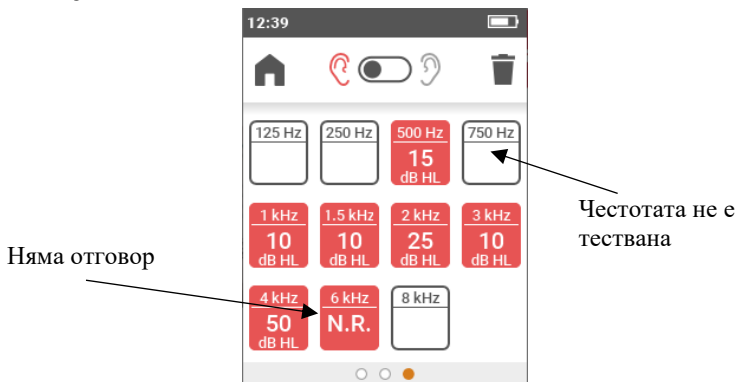 12:39
125 Hz
250 Hz
500 Hz
15
dB HL
750 Hz
1 kHz
10
dB HL
1.5 kHz
10
dB HL
2 kHz
25
dB HL
3 kHz
10
dB HL
4 kHz
50
dB HL
6 kHz
N.R.
8 kHz
Няма отговор
Честотата не е
тествана